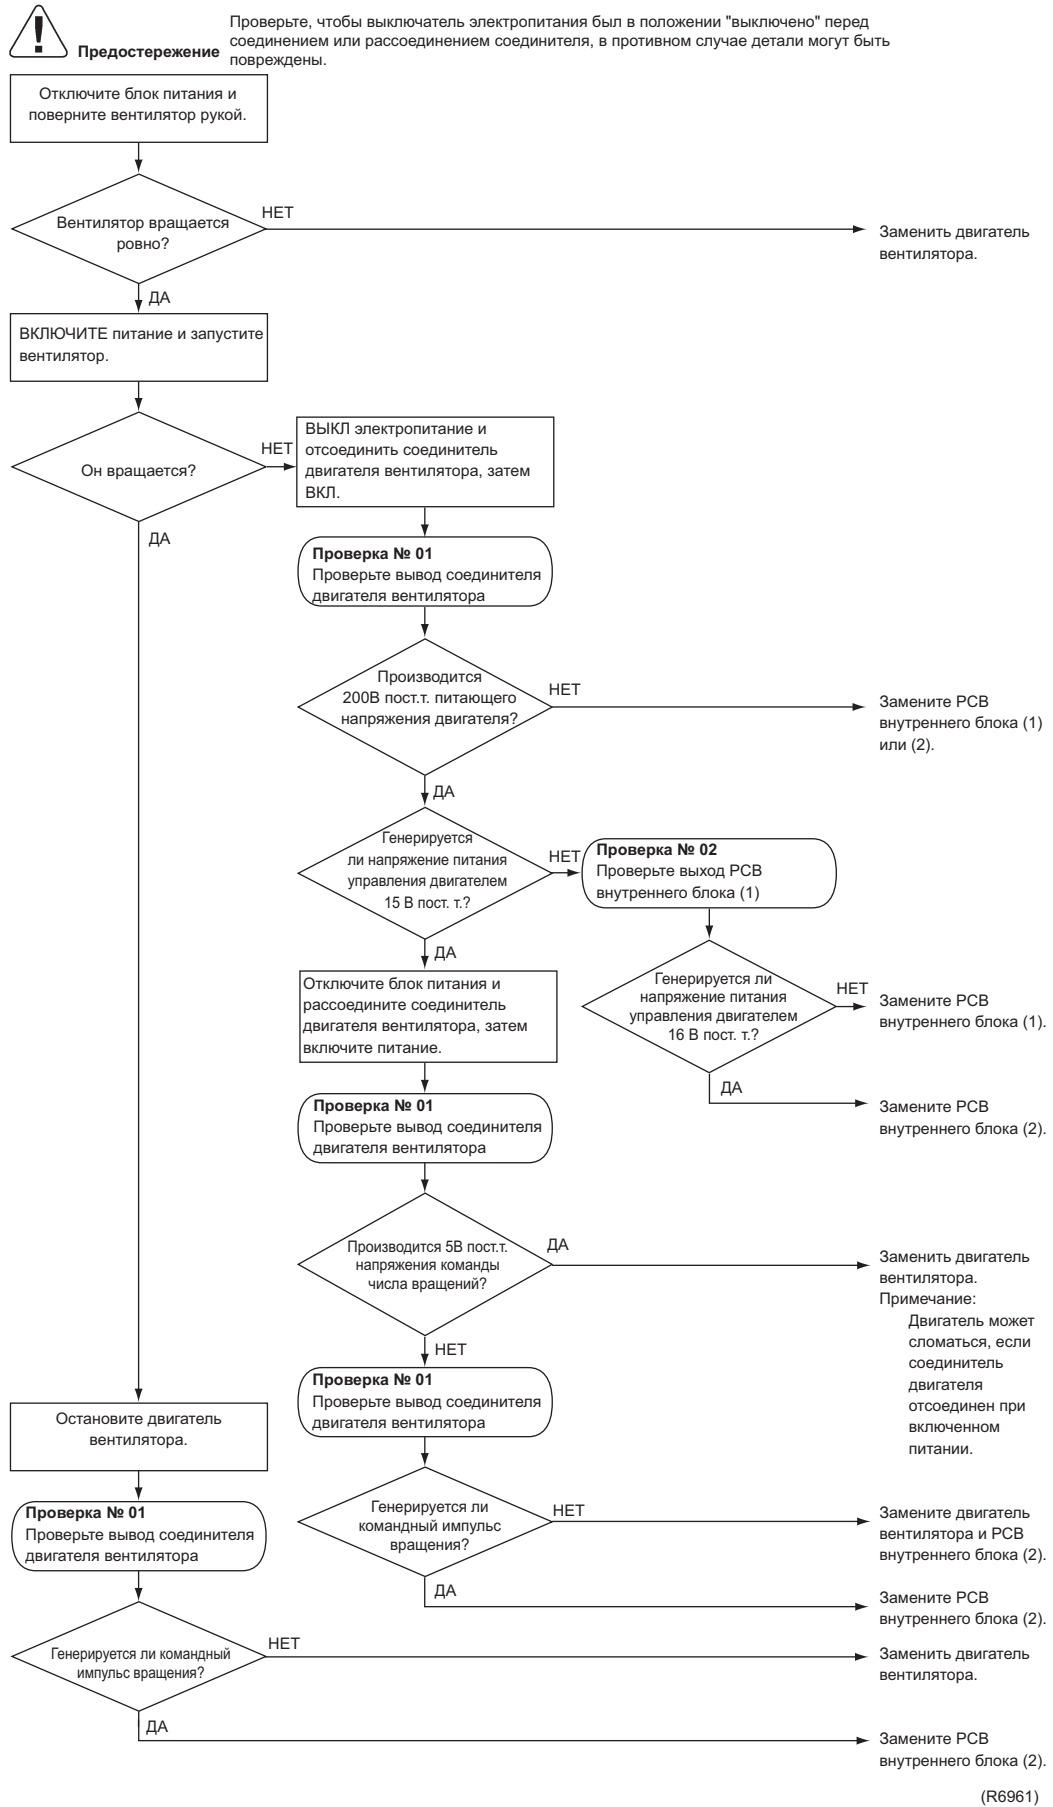 Предостережение
Проверьте, чтобы выключатель электропитания был в положении "выключено" перед
соединением или рассоединением соединителя, в противном случае детали могут быть
повреждены.
Отключите блок питания и
поверните вентилятор рукой.
Вентилятор вращается
ровно?
НЕТ
Заменить двигатель
вентилятора.
ДА
ВКЛЮЧИТЕ питание и запустите
вентилятор.
Он вращается?
НЕТ
ВЫКЛ электропитание и
отсоединить соединитель
двигателя вентилятора, затем
ВКЛ.
ДА
Проверка № 01
Проверьте вывод соединителя
двигателя вентилятора
Производится
200В пост.т. питающего
напряжения двигателя?
НЕТ
Замените PCB
внутреннего блока (1)
или (2).
ДА
Генерируется
ли напряжение питания
управления двигателем
15 В пост. т.?
НЕТ
Проверка № 02
Проверьте выход PCB
внутреннего блока (1)
ДА
Генерируется ли
напряжение питания
управления двигателем
16 В пост. т.?
НЕТ
Замените PCB
внутреннего блока (1).
ДА
Замените PCB
внутреннего блока (2).
Отключите блок питания и
рассоедините соединитель
двигателя вентилятора, затем
включите питание.
Проверка № 01
Проверьте вывод соединителя
двигателя вентилятора
Производится 5В пост.т.
напряжения команды
числа вращений?
ДА
Заменить двигатель
вентилятора.
Примечание:
Двигатель может
сломаться, если
соединитель
двигателя
отсоединен при
включенном
питании.
НЕТ
Проверка № 01
Проверьте вывод соединителя
двигателя вентилятора
Остановите двигатель
вентилятора.
Генерируется ли
командный импульс
вращения?
НЕТ
Замените двигатель
вентилятора и PCB
внутреннего блока (2).
ДА
Замените PCB
внутреннего блока (2).
Проверка № 01
Проверьте вывод соединителя
двигателя вентилятора
Генерируется ли командный
импульс вращения?
НЕТ
Заменить двигатель
вентилятора.
ДА
Замените PCB
внутреннего блока (2).
(R6961)